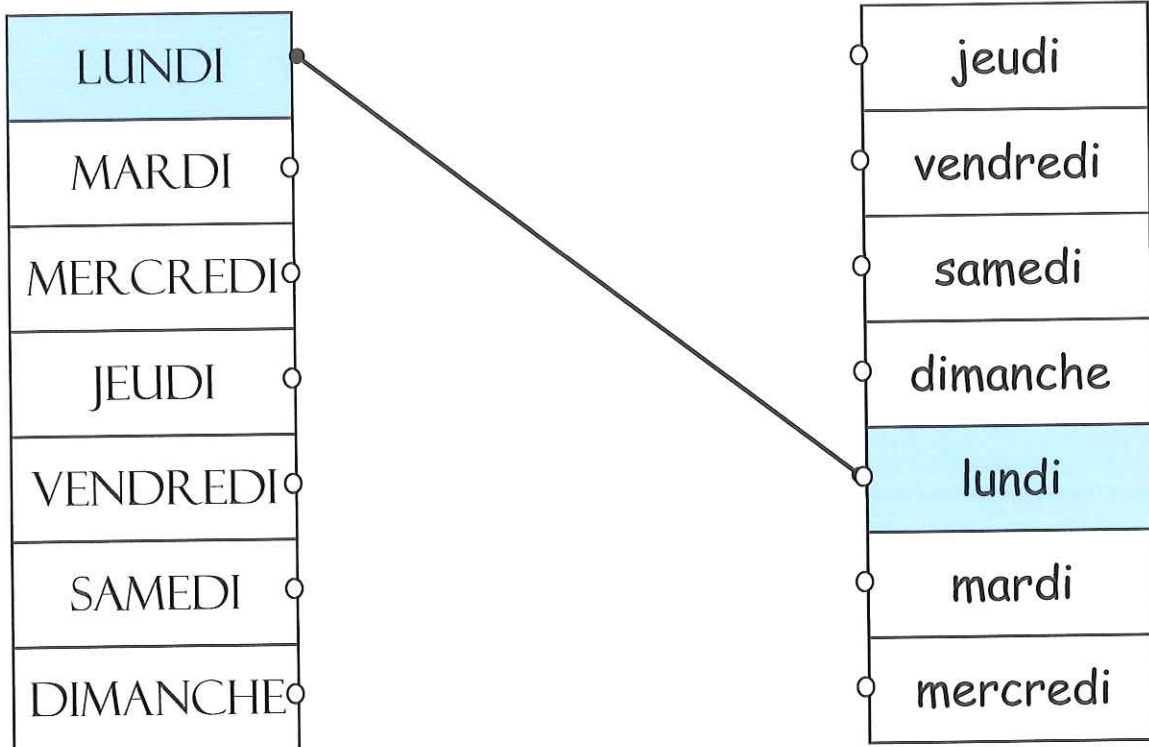 LUNDI
MARDI
MERCREDI
JEUDI
VENDREDI
SAMEDI
DIMANCHE
jeudi
vendredi
samedi
dimanche
lundi
mardi
mercredi